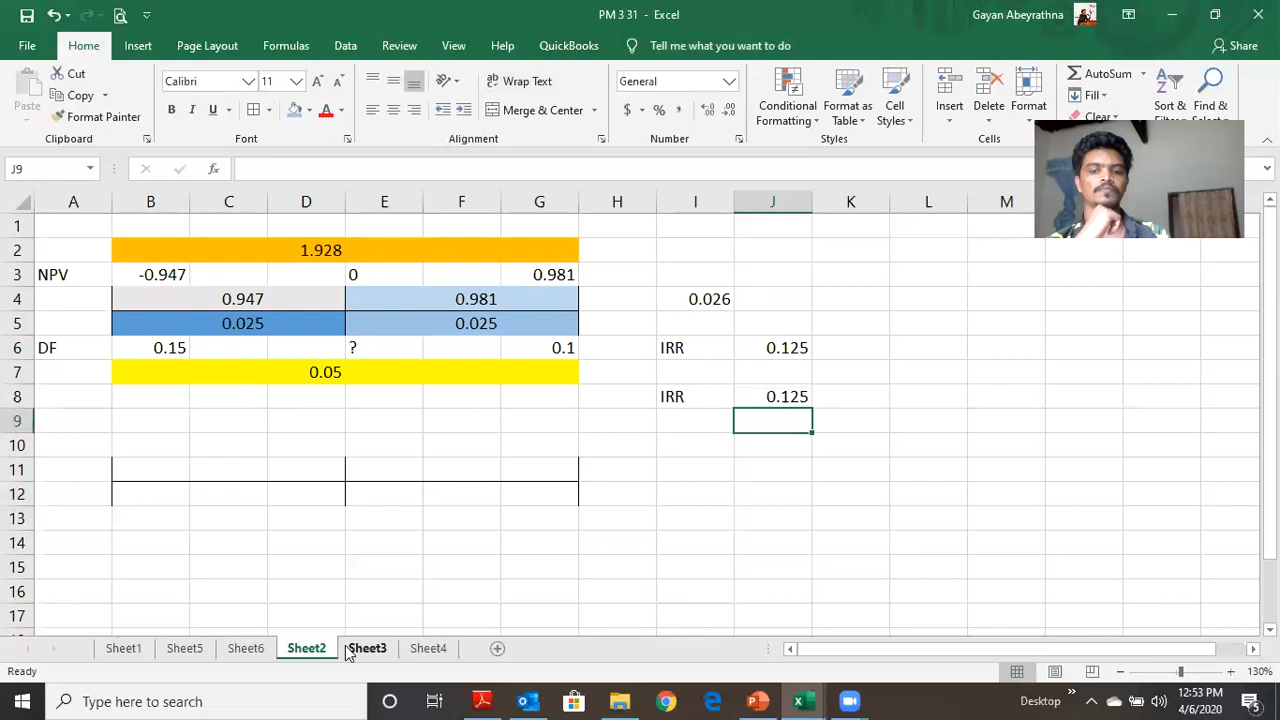 PM 3 31 - Excel
Gayan Abeyrathna
File Home Insert Page Layout Formulas Data Review View Help QuickBooks Tell me what you want to do Share
Paste Cut Calibri 11 Wrap Text General Conditional Formatting Format as Table Cell Styles Insert Delete Format AutoSum Sort & Find &
Copy Fill Select
Format Painter B I U Merge & Center $ % Clear
Clipboard Font Alignment Number Styles Cells
J9 fx
A B C D E F G H I J K L M
1
2 1.928
3 NPV -0.947 0 0.981
4 0.947 0.981 0.026
5 0.025 0.025
6 DF 0.15 ? 0.1 IRR 0.125
7 0.05
8 IRR 0.125
9
10
11
12
13
14
15
16
17
Sheet1 Sheet5 Sheet6 Sheet2 Sheet3 Sheet4
Ready 130%
Type here to search Desktop 12:53 PM
4/6/2020 5